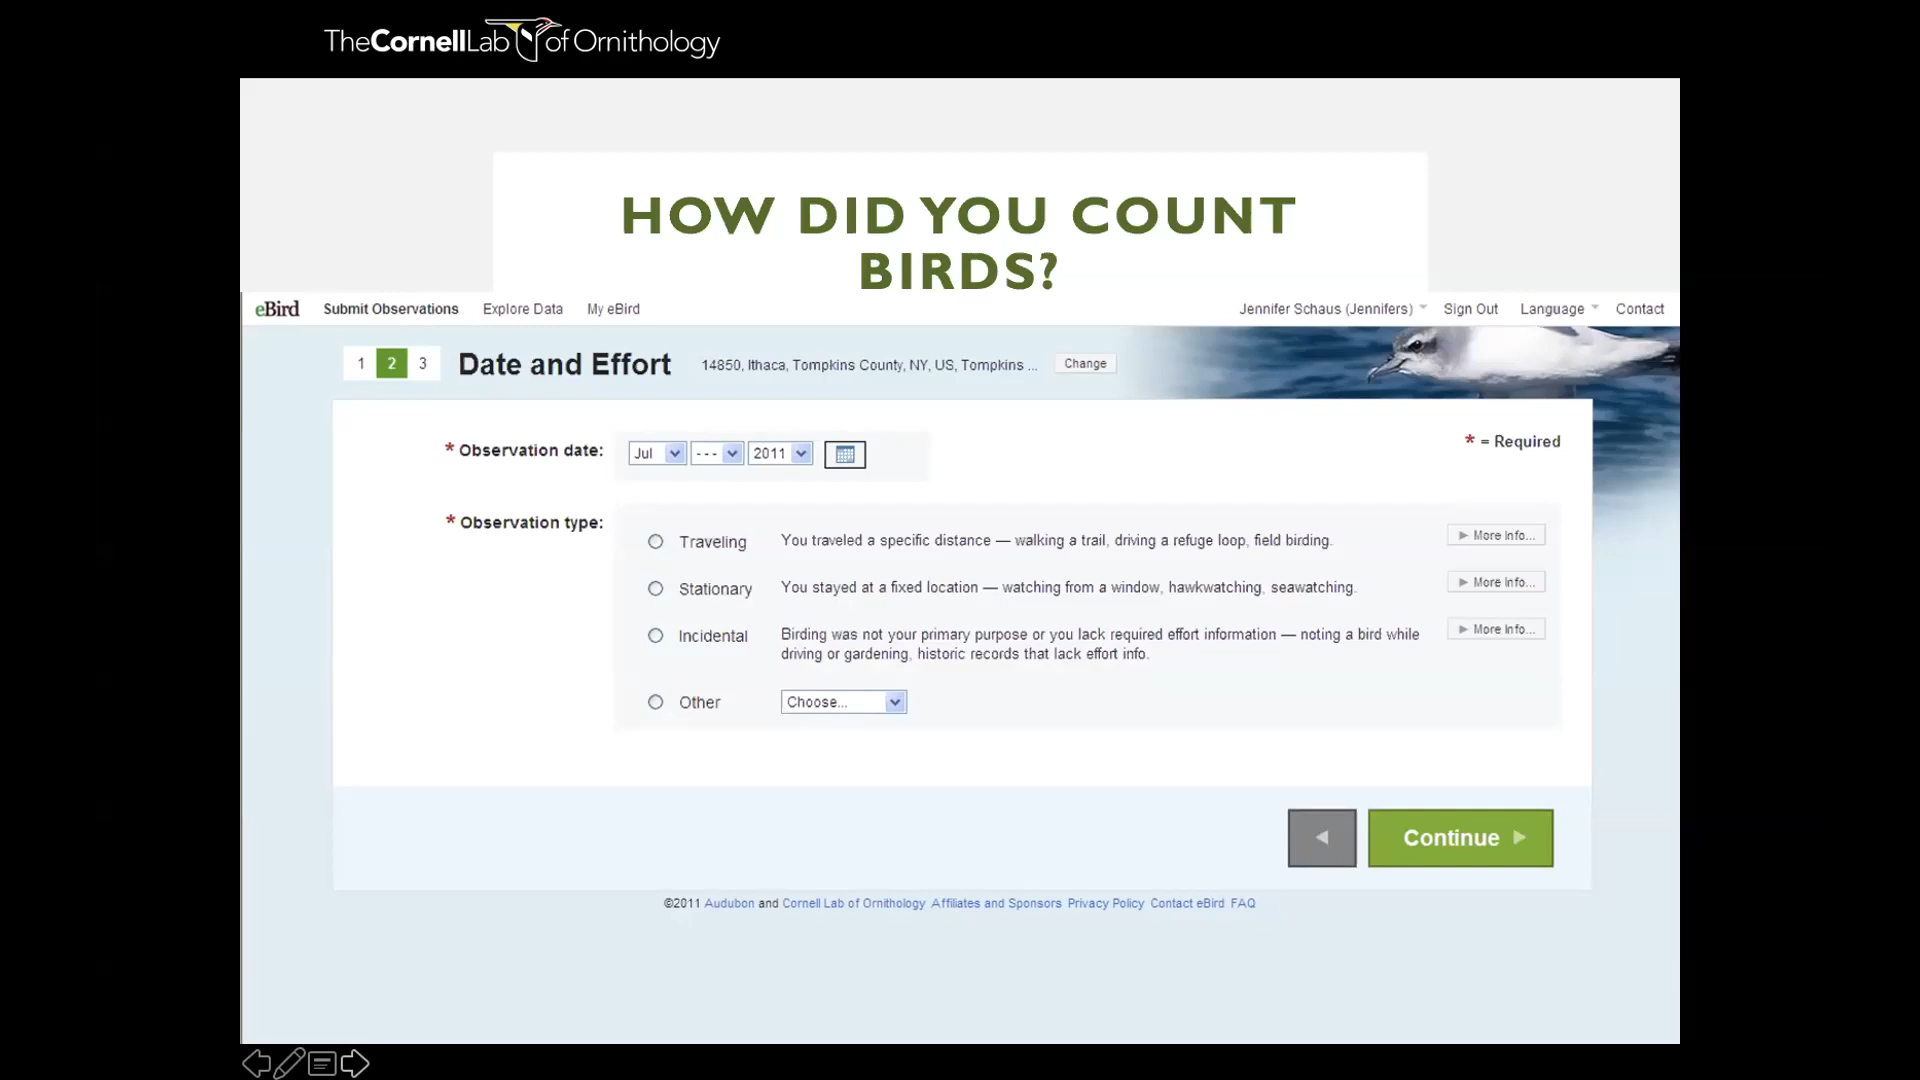 TheCornellLab of Ornithology
HOW DID YOU COUNT
BIRDS?
eBird Submit Observations Explore Data My eBird Jennifer Schaus (Jennifers) Sign Out Language Contact
1 2 3 Date and Effort 14850, Ithaca, Tompkins County, NY, US, Tompkins ... Change
* Observation date: Jul --- 2011 * = Required
* Observation type:
Traveling You traveled a specific distance — walking a trail, driving a refuge loop, field birding. More Info...
Stationary You stayed at a fixed location — watching from a window, hawkwatching, seawatching. More Info...
Incidental Birding was not your primary purpose or you lack required effort information — noting a bird while More Info...
driving or gardening, historic records that lack effort info.
Other Choose...
Continue
©2011 Audubon and Cornell Lab of Ornithology Affiliates and Sponsors Privacy Policy Contact eBird FAQ